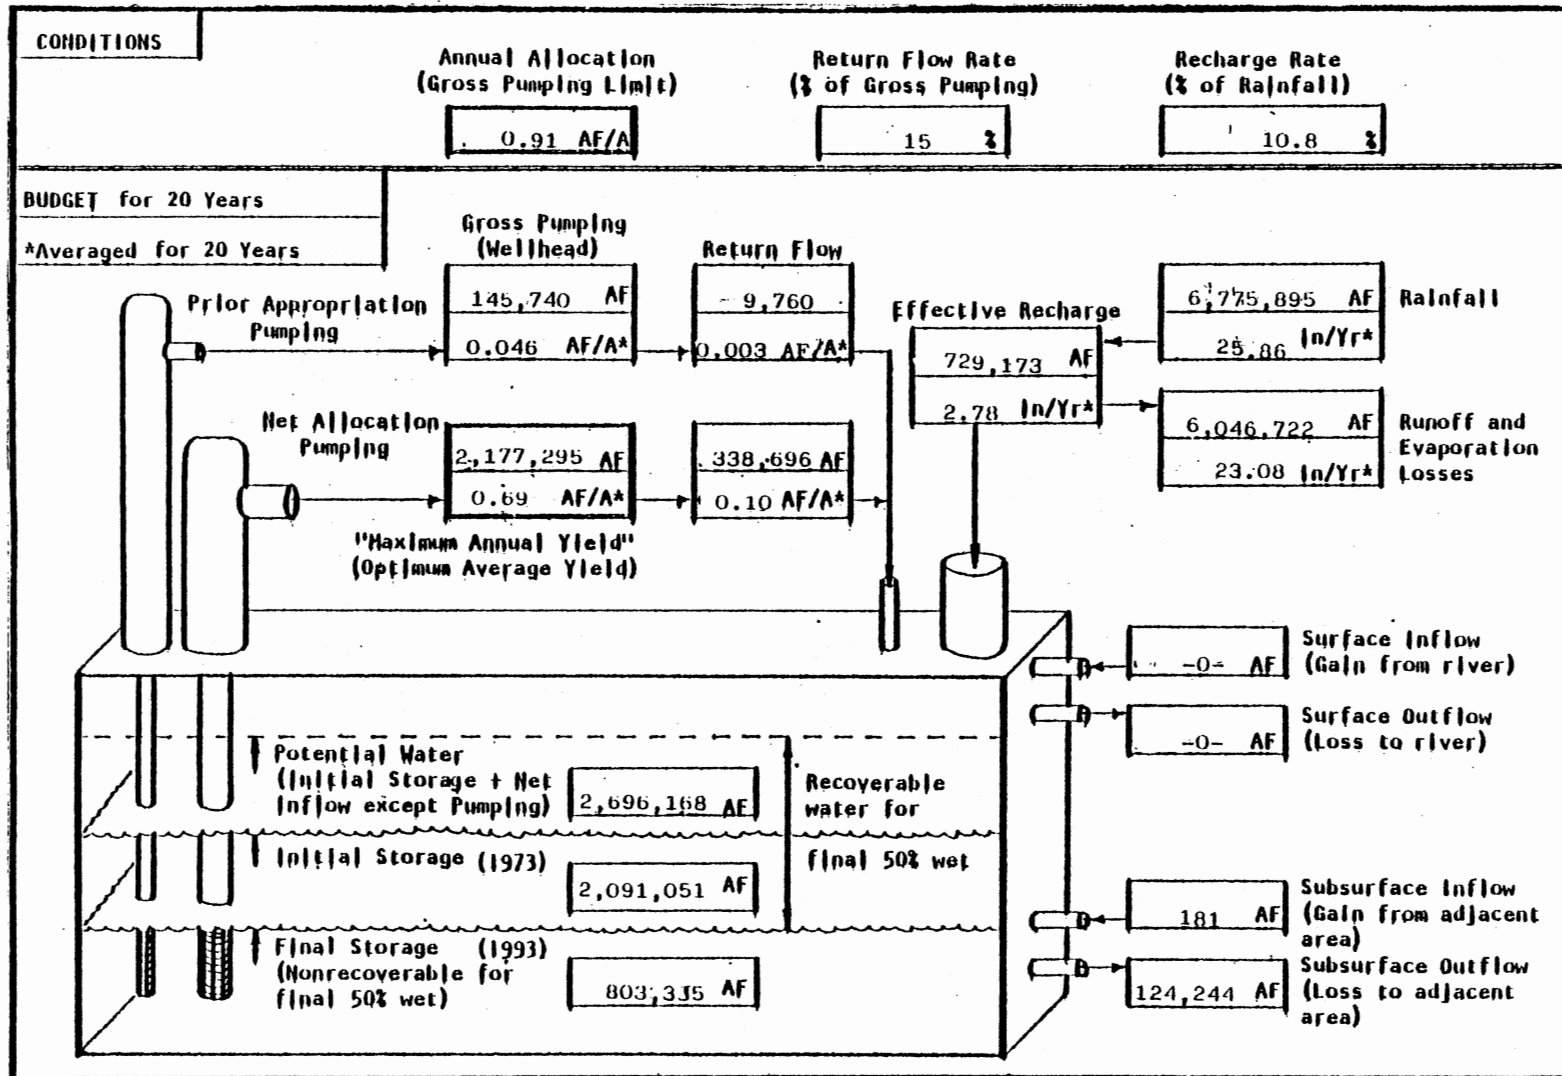 CONDITIONS
Annual Allocation
(Gross Pumping Limit)
0.91 AF/A
Return Flow Rate
(% of Gross Pumping)
15 %
Recharge Rate
(% of Rainfall)
10.8 %
BUDGET for 20 Years
*Averaged for 20 Years
Gross Pumping
(Wellhead)
Return Flow
Prior Appropriation
Pumping
145,740 AF
0.046 AF/A*
9,760
0.003 AF/A*
Effective Recharge
729,173 AF
2.78 In/Yr*
6,775,895 AF
25.86 In/Yr*
Rainfall
Net Allocation
Pumping
2,177,295 AF
0.69 AF/A*
338,696 AF
0.10 AF/A*
6,046,722 AF
23.08 In/Yr*
Runoff and
Evaporation
Losses
"Maximum Annual Yield"
(Optimum Average Yield)
-0- AF
Surface Inflow
(Gain from river)
-0- AF
Surface Outflow
(Loss to river)
Potential Water
(Initial Storage + Net
Inflow except Pumping)
2,696,168 AF
Recoverable
water for
final 50% wet
Initial Storage (1973)
2,091,051 AF
Final Storage (1993)
(Nonrecoverable for
final 50% wet)
803,335 AF
181 AF
Subsurface Inflow
(Gain from adjacent
area)
124,244 AF
Subsurface Outflow
(Loss to adjacent
area)